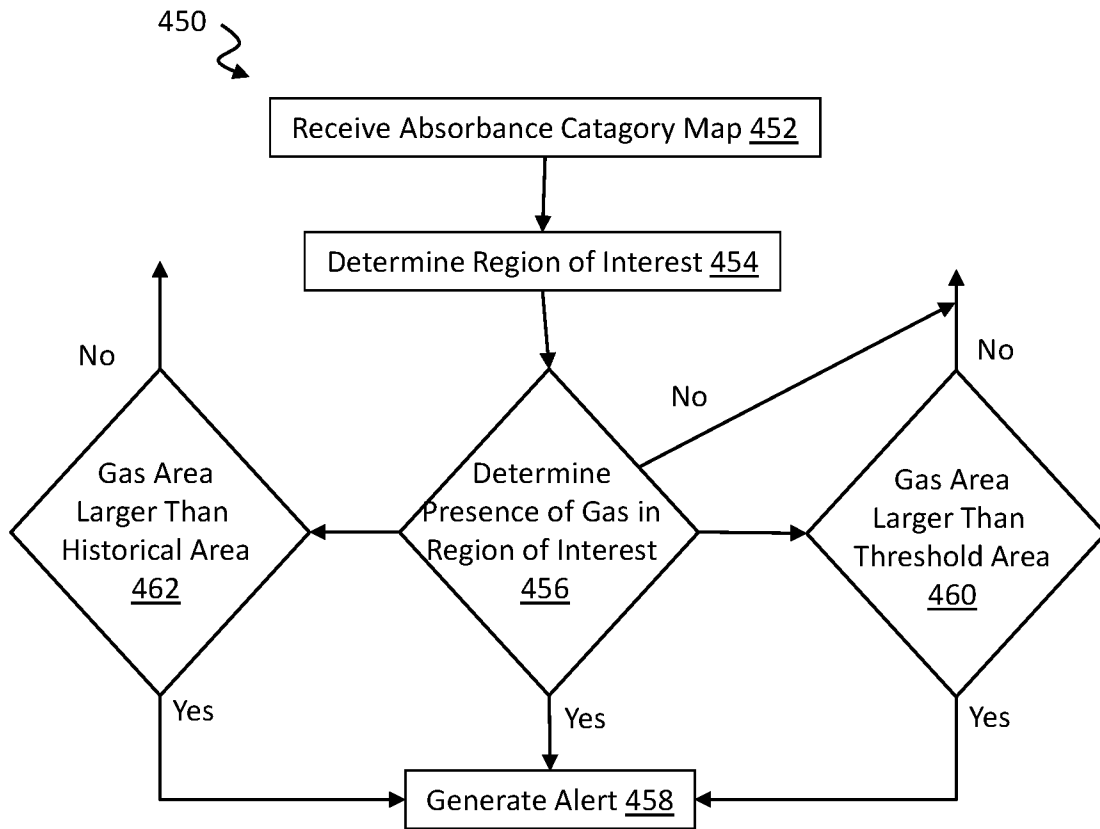 450
Receive Absorbance Catagory Map 452
Determine Region of Interest 454
No
No
No
Gas Area
Larger Than
Historical Area
462
Determine
Presence of Gas in
Region of Interest
456
Gas Area
Larger Than
Threshold Area
460
Yes
Yes
Yes
Generate Alert 458